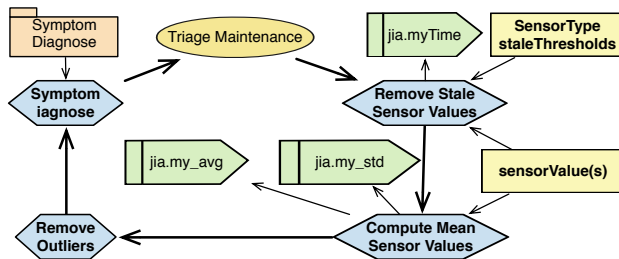 Symptom
Diagnose
Triage Maintenance
jia.myTime
SensorType
staleThresholds
Symptom
iagnose
Remove Stale
Sensor Values
jia.my_avg
jia.my_std
sensorValue(s)
Remove
Outliers
Compute Mean
Sensor Values